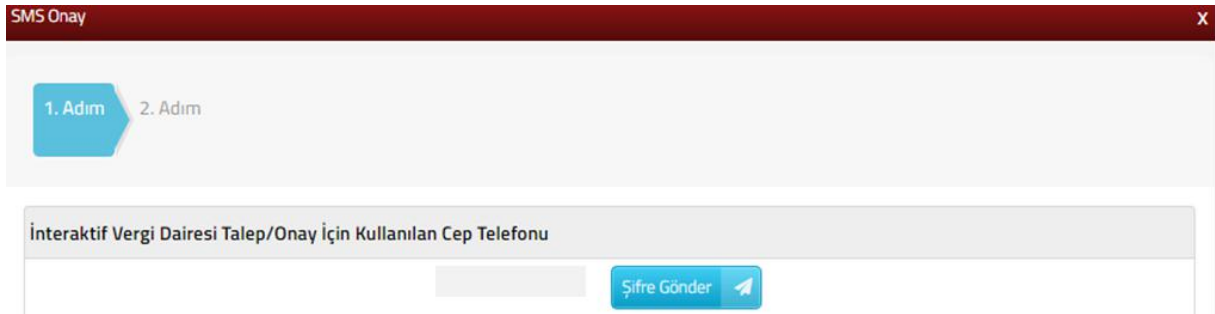 SMS Onay X
1. Adım 2. Adım
İnteraktif Vergi Dairesi Talep/Onay İçin Kullanılan Cep Telefonu
Şifre Gönder